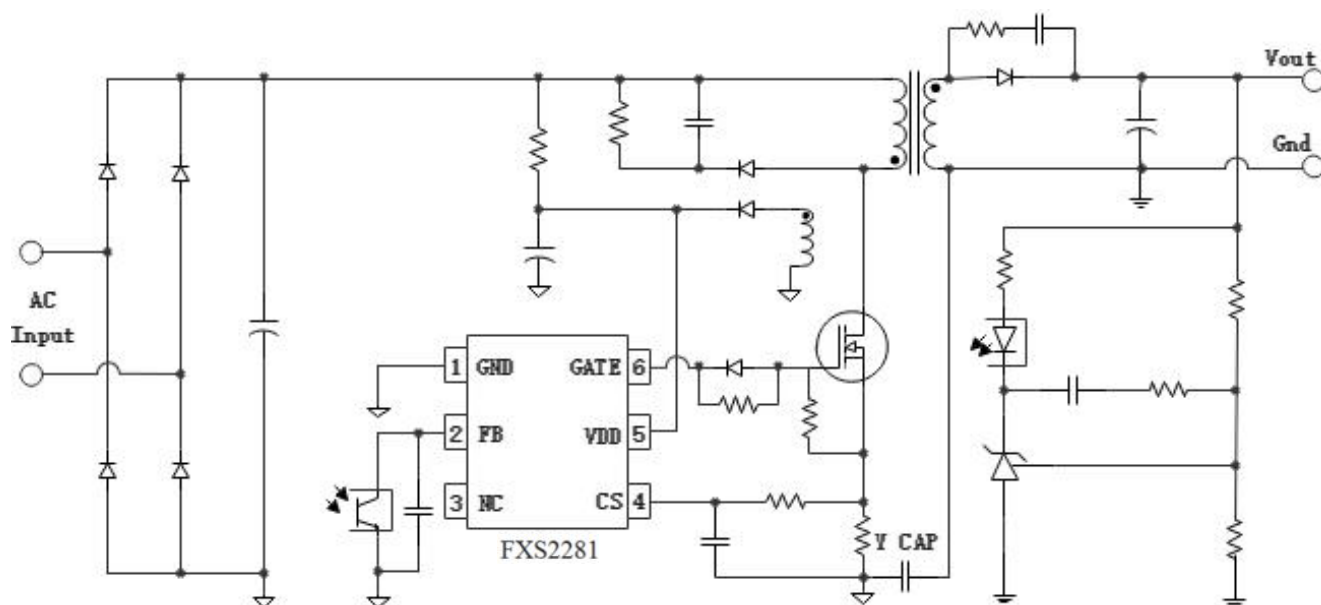 Vout
Gnd
AC
Input
1 GND GATE 6
2 FB VDD 5
3 NC CS 4
FXS2281
Y CAP